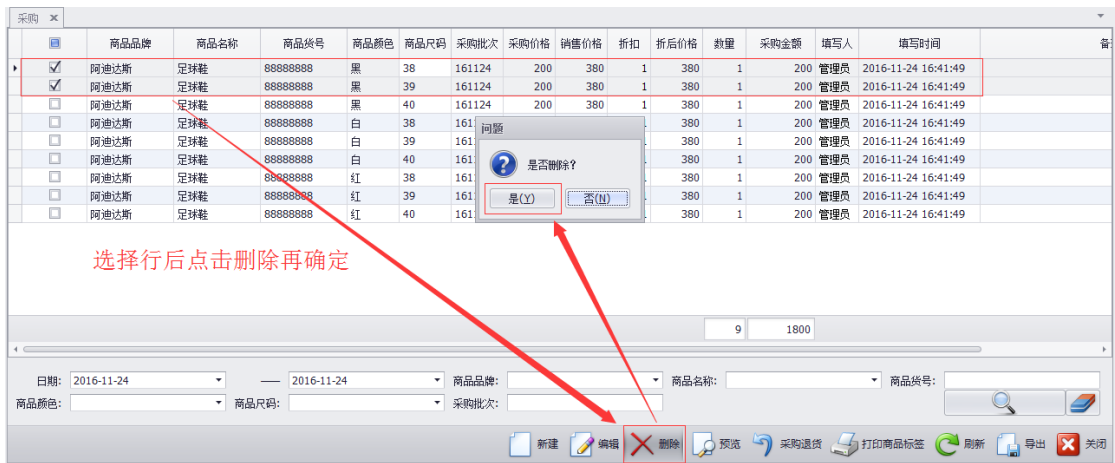 采购 ×
商品品牌 商品名称 商品货号 商品颜色 商品尺码 采购批次 采购价格 销售价格 折扣 折后价格 数量 采购金额 填写人 填写时间
阿迪达斯 足球鞋 88888888 黑 38 161124 200 380 1 380 1 200 管理员 2016-11-24 16:41:49
阿迪达斯 足球鞋 88888888 黑 39 161124 200 380 1 380 1 200 管理员 2016-11-24 16:41:49
阿迪达斯 足球鞋 88888888 黑 40 161124 200 380 1 380 1 200 管理员 2016-11-24 16:41:49
阿迪达斯 足球鞋 88888888 白 38 161 380 1 200 管理员 2016-11-24 16:41:49
阿迪达斯 足球鞋 88888888 白 39 161 380 1 200 管理员 2016-11-24 16:41:49
阿迪达斯 足球鞋 88888888 白 40 161 380 1 200 管理员 2016-11-24 16:41:49
阿迪达斯 足球鞋 88888888 红 38 161 380 1 200 管理员 2016-11-24 16:41:49
阿迪达斯 足球鞋 88888888 红 39 161 380 1 200 管理员 2016-11-24 16:41:49
阿迪达斯 足球鞋 88888888 红 40 161 380 1 200 管理员 2016-11-24 16:41:49
问题
是否删除?
是(Y) 否(N)
选择行后点击删除再确定
9 1800
日期: 2016-11-24 — 2016-11-24 商品品牌: 商品名称: 商品货号:
商品颜色: 商品尺码: 采购批次:
新建 编辑 删除 预览 采购退货 打印商品标签 刷新 导出 关闭